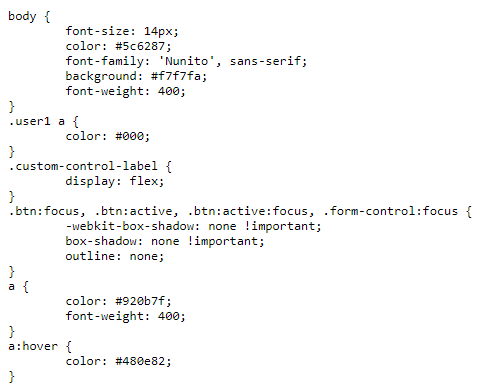 body {
        font-size: 14px;
        color: #5c6287;
        font-family: 'Nunito', sans-serif;
        background: #f7f7fa;
        font-weight: 400;
}
.user1 a {
        color: #000;
}
.custom-control-label {
        display: flex;
}
.btn:focus, .btn:active, .btn:active:focus, .form-control:focus {
        -webkit-box-shadow: none !important;
        box-shadow: none !important;
        outline: none;
}
a {
        color: #920b7f;
        font-weight: 400;
}
a:hover {
        color: #480e82;
}